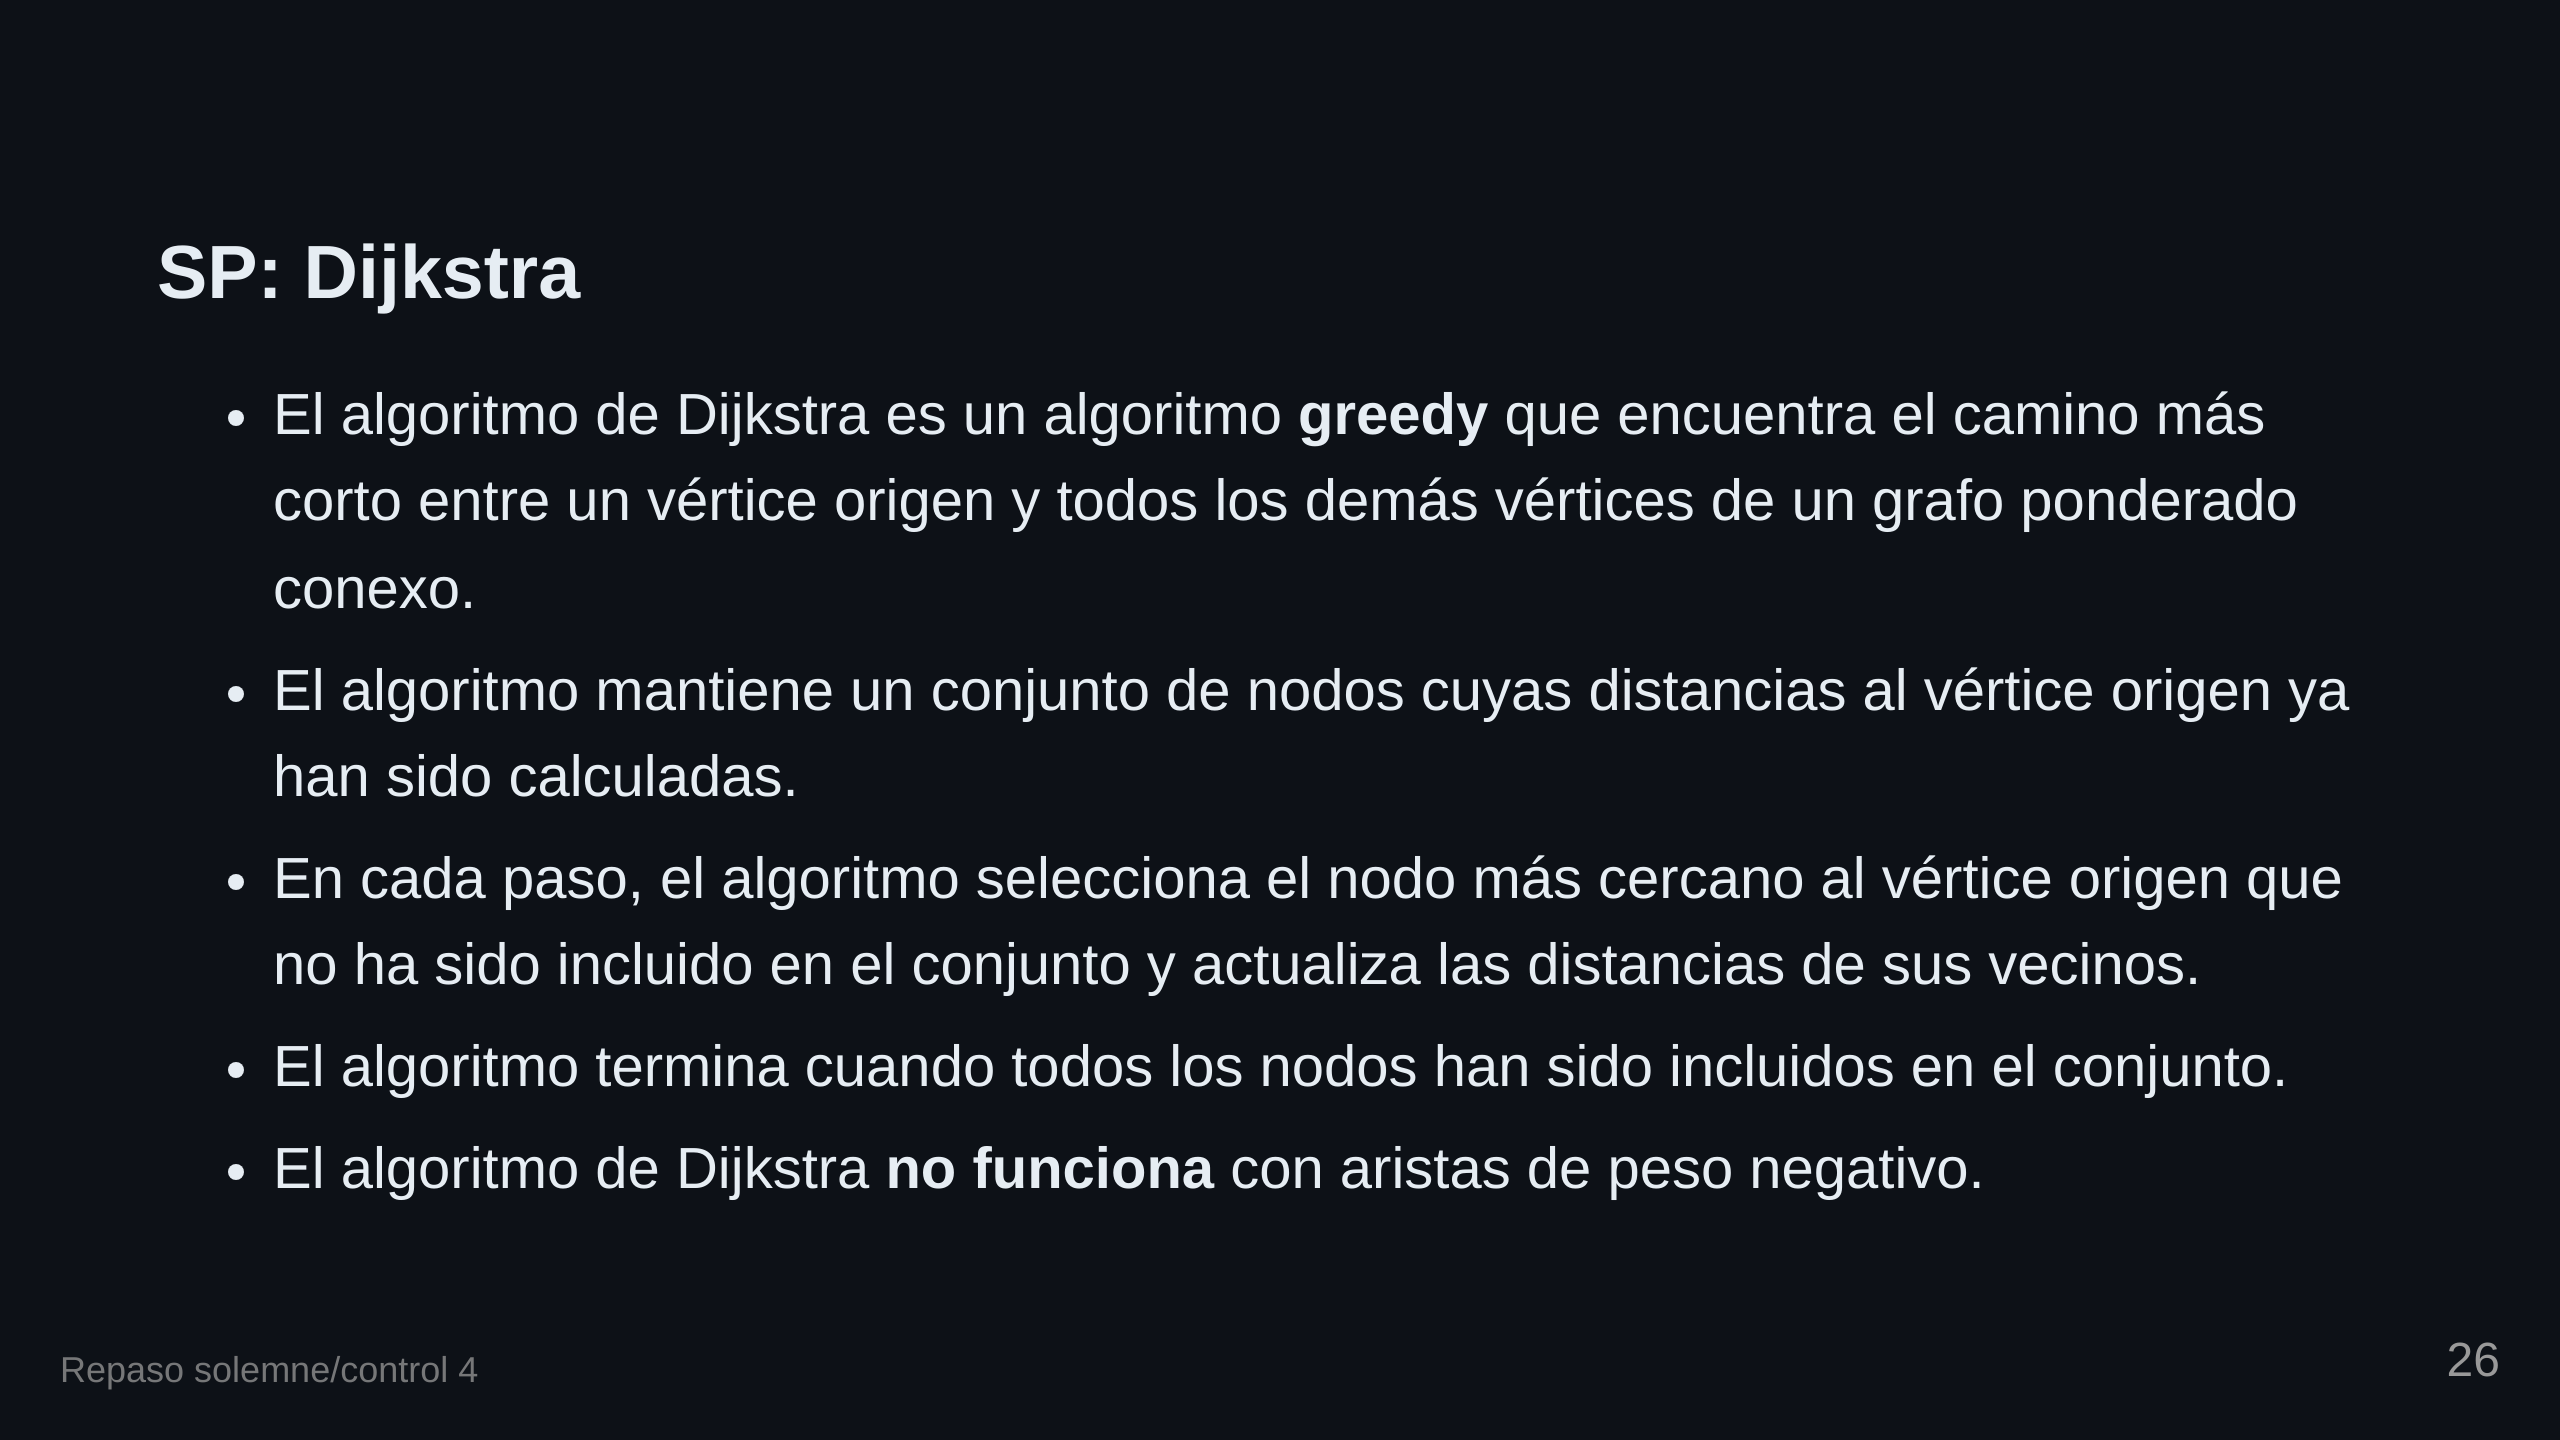 SP: Dijkstra
• El algoritmo de Dijkstra es un algoritmo greedy que encuentra el camino más
corto entre un vértice origen y todos los demás vértices de un grafo ponderado
conexo.
• El algoritmo mantiene un conjunto de nodos cuyas distancias al vértice origen ya
han sido calculadas.
• En cada paso, el algoritmo selecciona el nodo más cercano al vértice origen que
no ha sido incluido en el conjunto y actualiza las distancias de sus vecinos.
• El algoritmo termina cuando todos los nodos han sido incluidos en el conjunto.
• El algoritmo de Dijkstra no funciona con aristas de peso negativo.
Repaso solemne/control 4
26